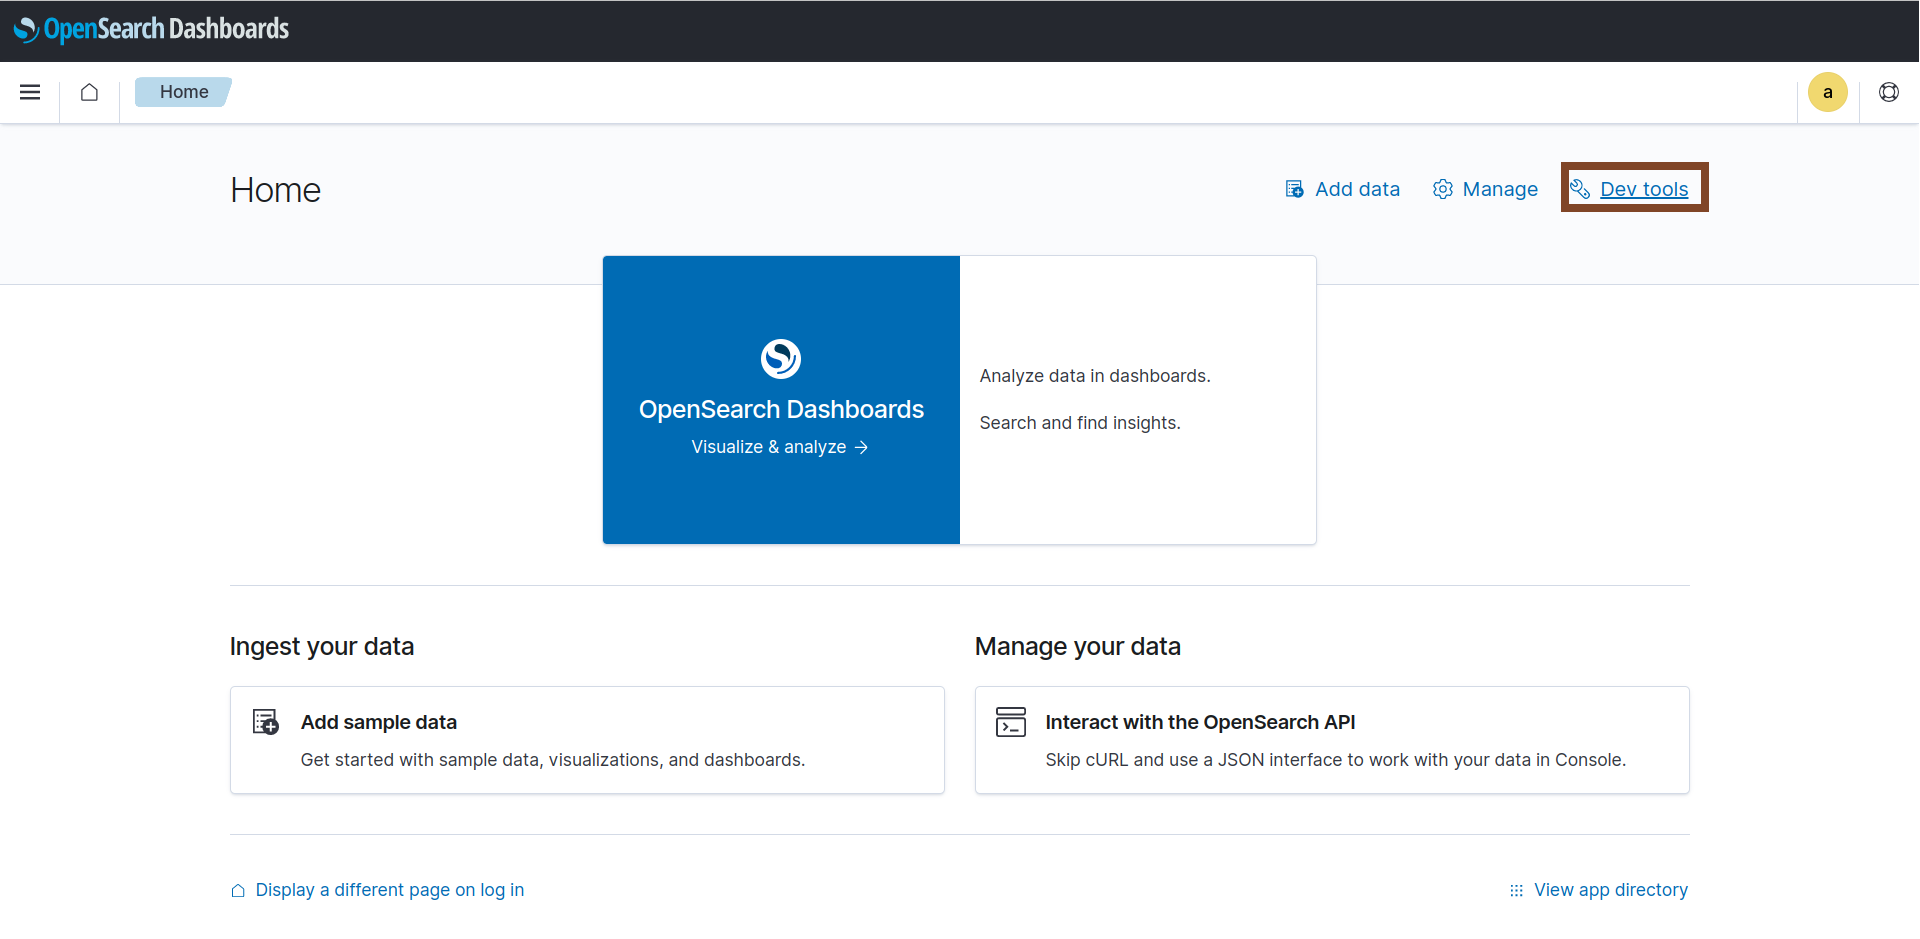 OpenSearch Dashboards
Home
a
Home
Add data
Manage
Dev tools
OpenSearch Dashboards
Visualize & analyze →
Analyze data in dashboards.
Search and find insights.
Ingest your data
Add sample data
Get started with sample data, visualizations, and dashboards.
Manage your data
Interact with the OpenSearch API
Skip cURL and use a JSON interface to work with your data in Console.
Display a different page on log in
View app directory